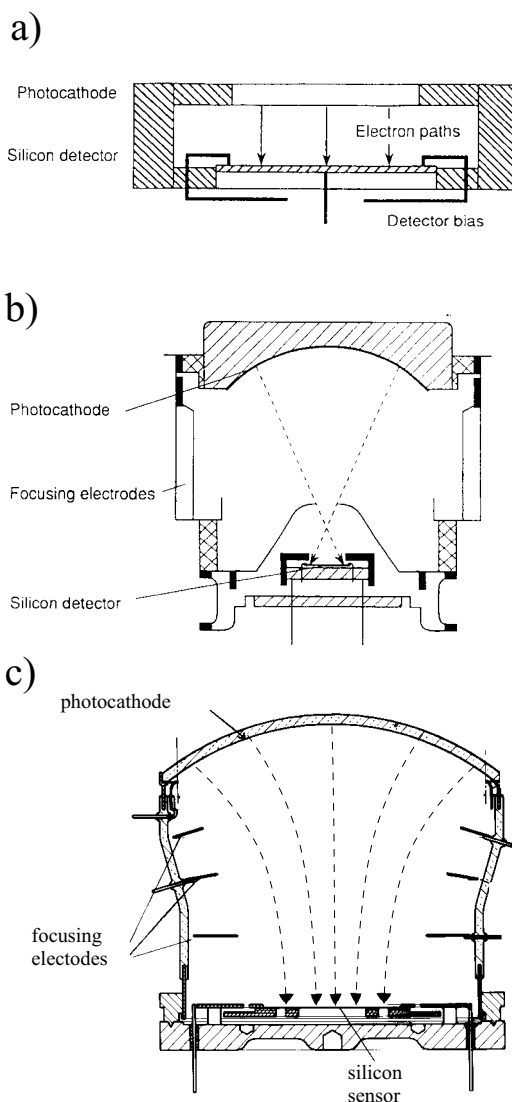 a)
Photocathode
Electron paths
Silicon detector
Detector bias
b)
Photocathode
Focusing electrodes
Silicon detector
c)
photocathode
focusing
electodes
silicon
sensor